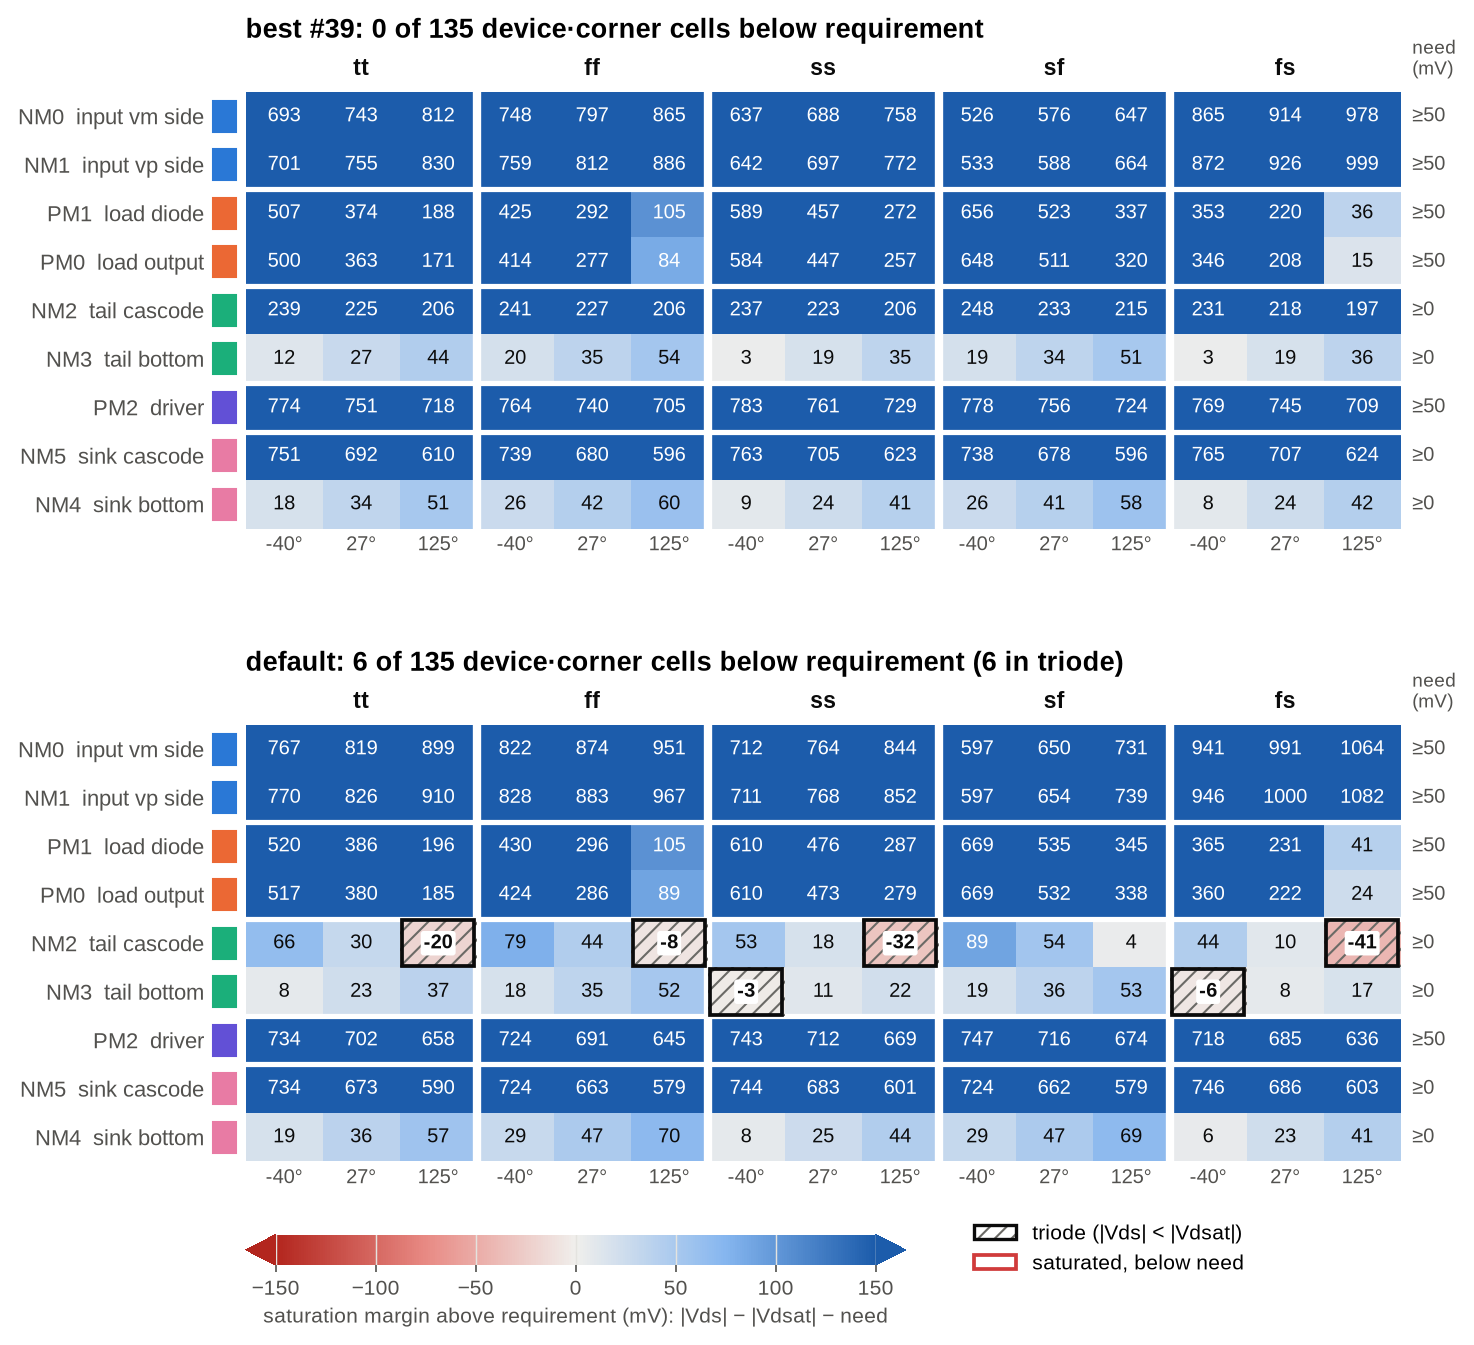 best #39: 0 of 135 device·corner cells below requirement
need
(mV)
tt ff ss sf fs
NM0 input vm side 693 743 812 748 797 865 637 688 758 526 576 647 865 914 978 ≥50
NM1 input vp side 701 755 830 759 812 886 642 697 772 533 588 664 872 926 999 ≥50
PM1 load diode 507 374 188 425 292 105 589 457 272 656 523 337 353 220 36 ≥50
PM0 load output 500 363 171 414 277 84 584 447 257 648 511 320 346 208 15 ≥50
NM2 tail cascode 239 225 206 241 227 206 237 223 206 248 233 215 231 218 197 ≥0
NM3 tail bottom 12 27 44 20 35 54 3 19 35 19 34 51 3 19 36 ≥0
PM2 driver 774 751 718 764 740 705 783 761 729 778 756 724 769 745 709 ≥50
NM5 sink cascode 751 692 610 739 680 596 763 705 623 738 678 596 765 707 624 ≥0
NM4 sink bottom 18 34 51 26 42 60 9 24 41 26 41 58 8 24 42 ≥0
-40° 27° 125° -40° 27° 125° -40° 27° 125° -40° 27° 125° -40° 27° 125°
default: 6 of 135 device·corner cells below requirement (6 in triode)
need
(mV)
tt ff ss sf fs
NM0 input vm side 767 819 899 822 874 951 712 764 844 597 650 731 941 991 1064 ≥50
NM1 input vp side 770 826 910 828 883 967 711 768 852 597 654 739 946 1000 1082 ≥50
PM1 load diode 520 386 196 430 296 105 610 476 287 669 535 345 365 231 41 ≥50
PM0 load output 517 380 185 424 286 89 610 473 279 669 532 338 360 222 24 ≥50
NM2 tail cascode 66 30 -20 79 44 -8 53 18 -32 89 54 4 44 10 -41 ≥0
NM3 tail bottom 8 23 37 18 35 52 -3 11 22 19 36 53 -6 8 17 ≥0
PM2 driver 734 702 658 724 691 645 743 712 669 747 716 674 718 685 636 ≥50
NM5 sink cascode 734 673 590 724 663 579 744 683 601 724 662 579 746 686 603 ≥0
NM4 sink bottom 19 36 57 29 47 70 8 25 44 29 47 69 6 23 41 ≥0
-40° 27° 125° -40° 27° 125° -40° 27° 125° -40° 27° 125° -40° 27° 125°
triode (|Vds| < |Vdsat|)
saturated, below need
−150 −100 −50 0 50 100 150
saturation margin above requirement (mV): |Vds| − |Vdsat| − need